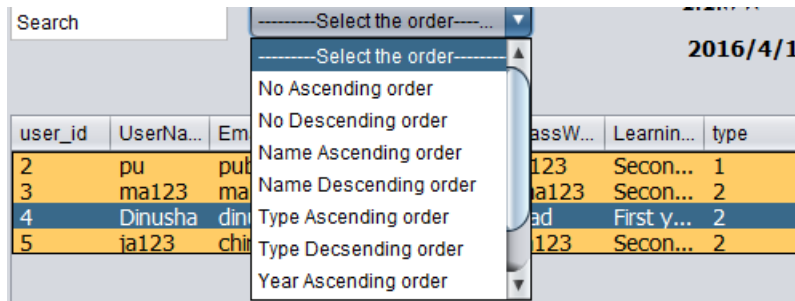 Search
---------Select the order----...
2016/4/1
---------Select the order--------
No Ascending order
No Descending order
Name Ascending order
Name Descending order
Type Ascending order
Type Decsending order
Year Ascending order
user_id UserNa... Em assW... Learnin... type
2 pu pub 123 Secon... 1
3 ma123 ma a123 Secon... 2
4 Dinusha dinu ad First y... 2
5 ja123 chir 123 Secon... 2